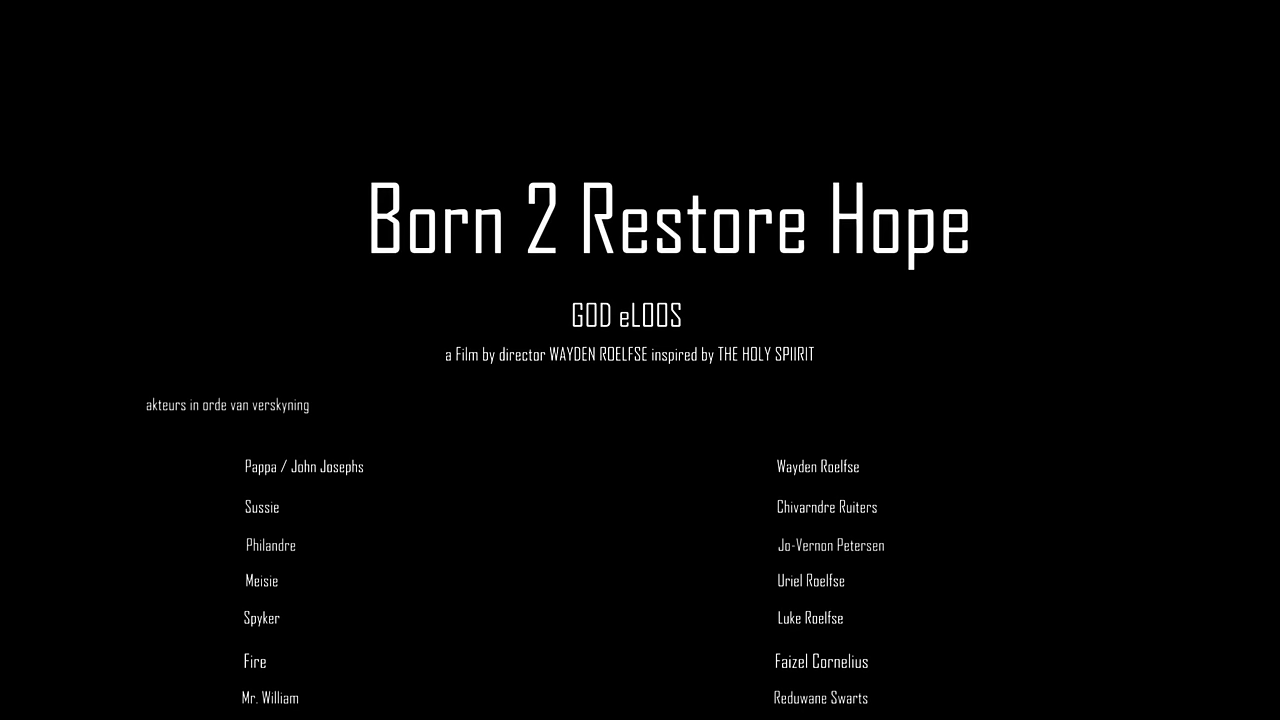 Born 2 Restore Hope
GOD eLOOS
a Film by director WAYDEN ROELFSE inspired by THE HOLY SPIIRIT
akteurs in orde van verskyning
Pappa / John Josephs Wayden Roelfse
Sussie Chivarndre Ruiters
Philandre Jo-Vernon Petersen
Meisie Uriel Roelfse
Spyker Luke Roelfse
Fire Faizel Cornelius
Mr. William Reduwane Swarts